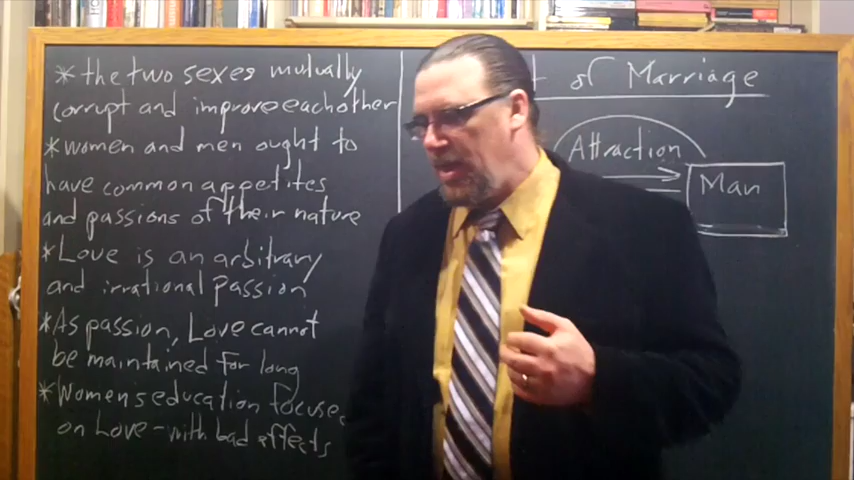 * the two sexes mutually
corrupt and improve each other
* women and men ought to
have common appetites
and passions of their nature
* Love is an arbitrary
and irrational passion
* As passion, Love cannot
be maintained for long
* Womens education focuses
on Love - with bad affects
of Marriage
Attraction
Man